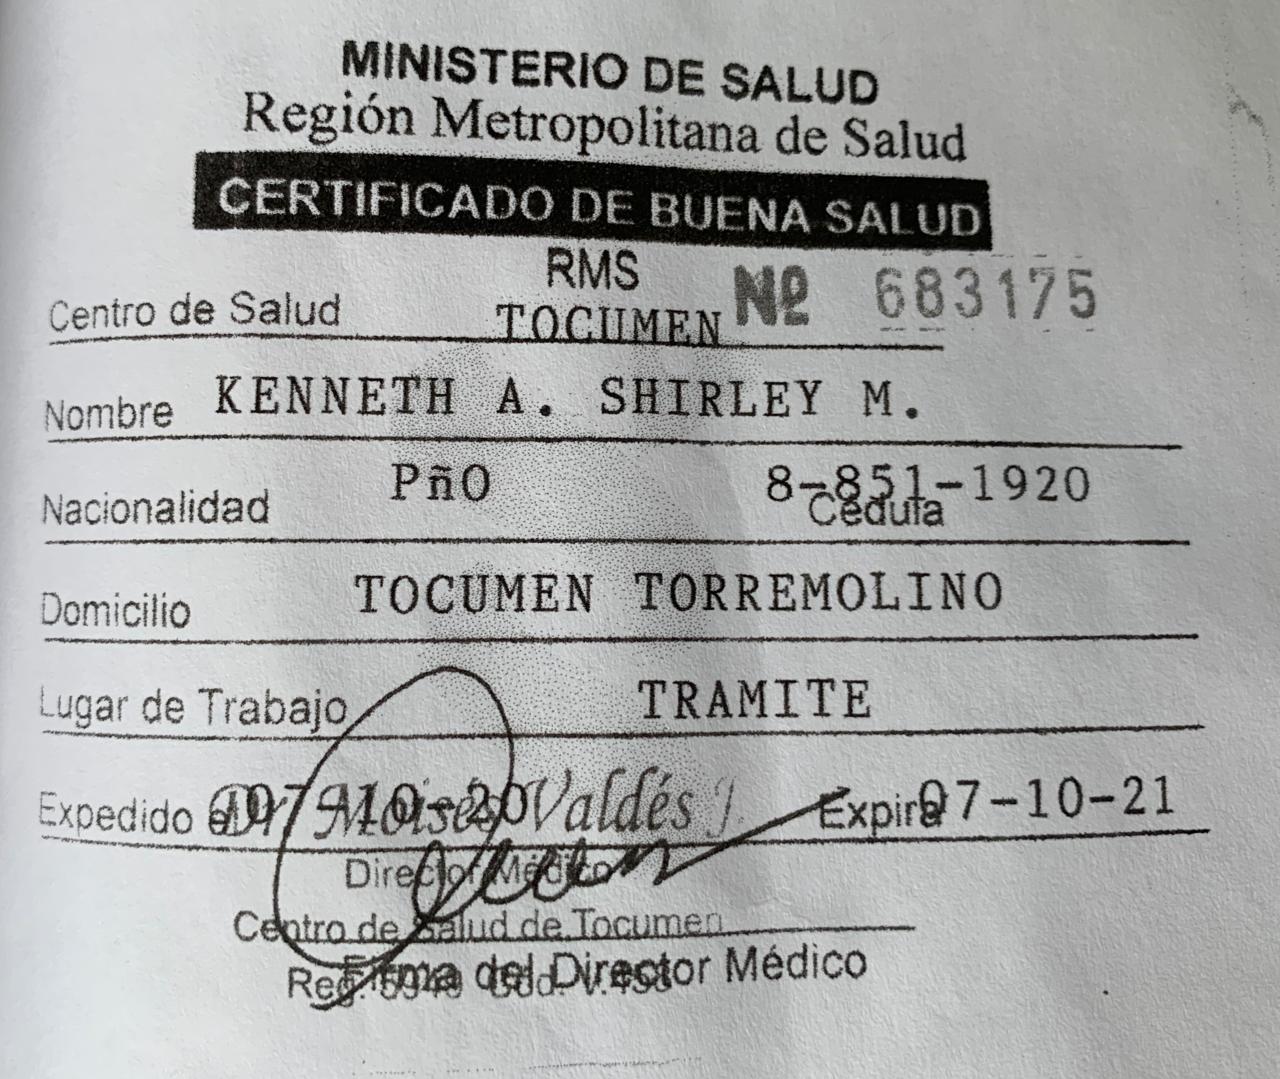 MINISTERIO DE SALUD
Región Metropolitana de Salud
CERTIFICADO DE BUENA SALUD
RMS
Centro de Salud TOCUMEN Nº 683175
Nombre KENNETH A. SHIRLEY M.
Nacionalidad PñO Cédula 8-851-1920
Domicilio TOCUMEN TORREMOLINO
Lugar de Trabajo TRAMITE
Expedido el 07-10-20 Expira 07-10-21
Dr. Moisés Valdés J.
Director Médico
Centro de Salud de Tocumen
Firma del Director Médico
Reg.